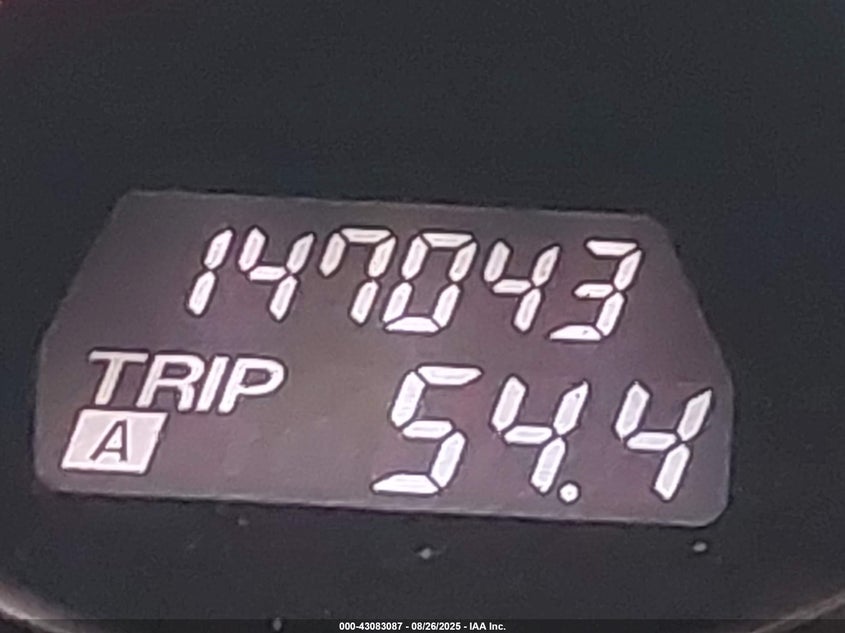 147043
TRIP
A 54.4
000-43083087 - 08/26/2025 - IAA Inc.